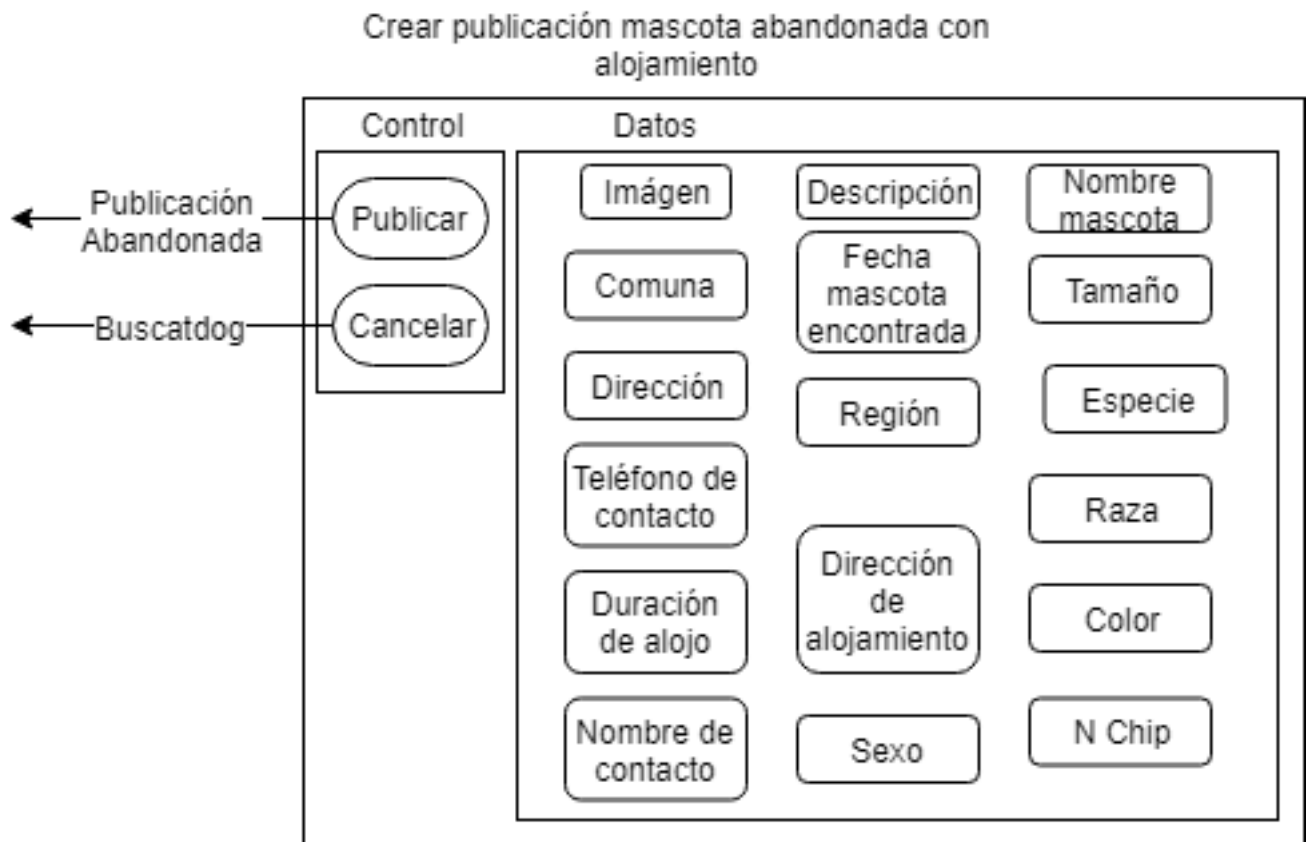 Crear publicación mascota abandonada con
alojamiento
Control
Datos
Publicación
Abandonada
Publicar
Buscatdog
Cancelar
Imágen
Descripción
Nombre
mascota
Comuna
Fecha
mascota
encontrada
Tamaño
Dirección
Región
Especie
Teléfono de
contacto
Dirección
de
alojamiento
Raza
Duración
de alojo
Color
Nombre de
contacto
Sexo
N Chip